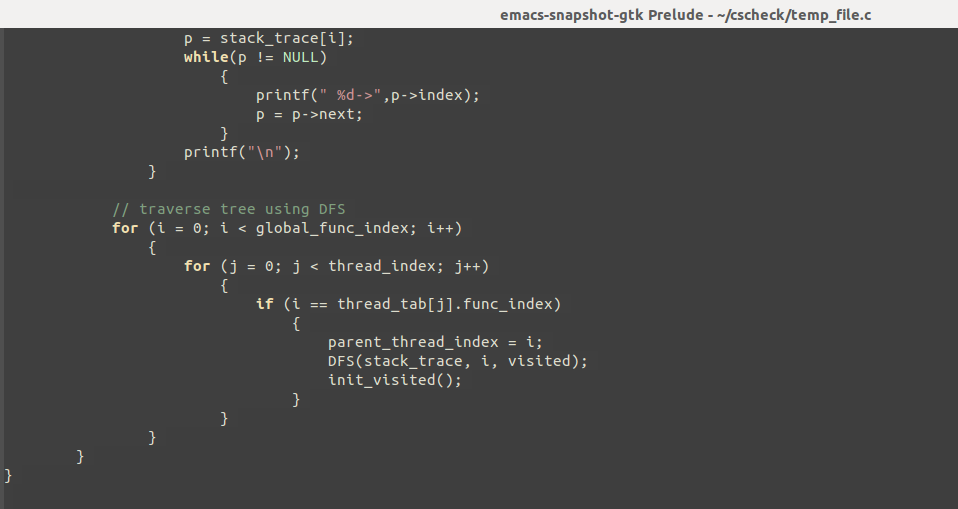 emacs-snapshot-gtk Prelude - ~/cscheck/temp_file.c
p = stack_trace[i];
while(p != NULL)
{
printf(" %d->",p->index);
p = p->next;
}
printf("\n");
}
// traverse tree using DFS
for (i = 0; i < global_func_index; i++)
{
for (j = 0; j < thread_index; j++)
{
if (i == thread_tab[j].func_index)
{
parent_thread_index = i;
DFS(stack_trace, i, visited);
init_visited();
}
}
}
}
}